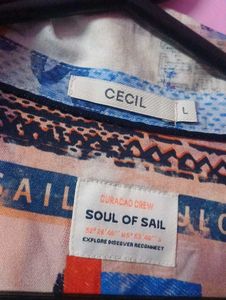 CECIL
L
SAIL
CURACAO CREW
SOUL OF SAIL
EXPLORE DISCOVER RECONNECT